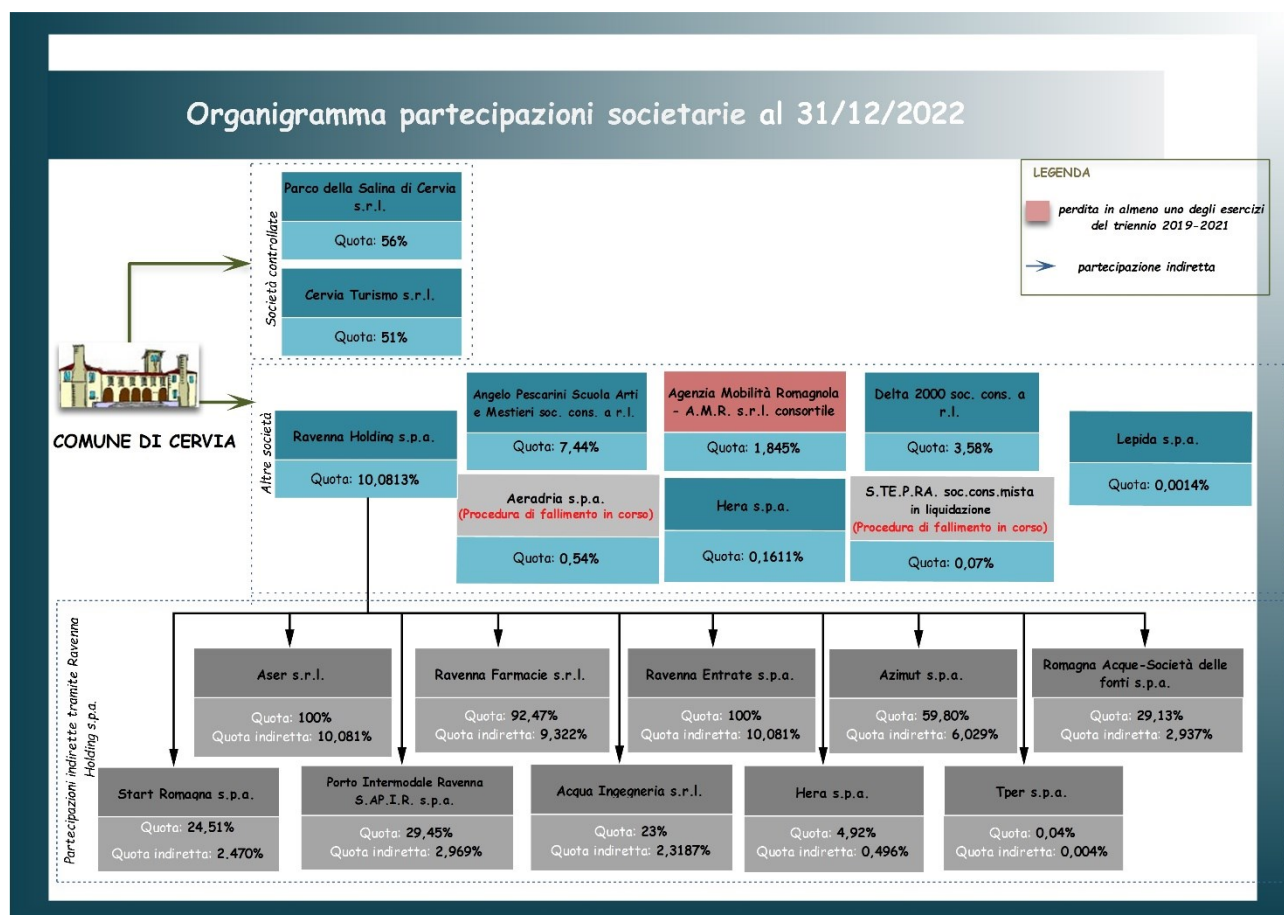 Organigramma partecipazioni societarie al 31/12/2022
LEGENDA
perdita in almeno uno degli esercizi
del triennio 2019-2021
partecipazione indiretta
Società controllate
Parco della Salina di Cervia
s.r.l.
Quota: 56%
Cervia Turismo s.r.l.
Quota: 51%
COMUNE DI CERVIA
Altre società
Ravenna Holding s.p.a.
Quota: 10,0813%
Angelo Pescarini Scuola Arti
e Mestieri soc. cons. a r.l.
Quota: 7,44%
Agenzia Mobilità Romagnola
- A.M.R. s.r.l. consortile
Quota: 1,845%
Delta 2000 soc. cons. a
r.l.
Quota: 3,58%
Lepida s.p.a.
Quota: 0,0014%
Aeradria s.p.a.
(Procedura di fallimento in corso)
Quota: 0,54%
Hera s.p.a.
Quota: 0,1611%
S.TE.P.RA. soc.cons.mista
in liquidazione
(Procedura di fallimento in corso)
Quota: 0,07%
Partecipazioni indirette tramite Ravenna
Holding s.p.a.
Aser s.r.l.
Quota: 100%
Quota indiretta: 10,081%
Ravenna Farmacie s.r.l.
Quota: 92,47%
Quota indiretta: 9,322%
Ravenna Entrate s.p.a.
Quota: 100%
Quota indiretta: 10,081%
Azimut s.p.a.
Quota: 59,80%
Quota indiretta: 6,029%
Romagna Acque-Società delle
fonti s.p.a.
Quota: 29,13%
Quota indiretta: 2,937%
Start Romagna s.p.a.
Quota: 24,51%
Quota indiretta: 2.470%
Porto Intermodale Ravenna
S.AP.I.R. s.p.a.
Quota: 29,45%
Quota indiretta: 2,969%
Acqua Ingegneria s.r.l.
Quota: 23%
Quota indiretta: 2,3187%
Hera s.p.a.
Quota: 4,92%
Quota indiretta: 0,496%
Tper s.p.a.
Quota: 0,04%
Quota indiretta: 0,004%